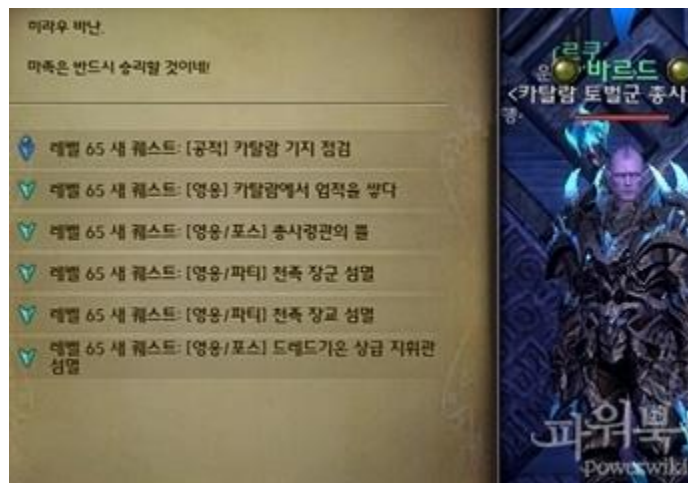 미라우 바난.
마족은 반드시 승리할 것이네!
레벨 65 새 퀘스트: [공적] 카탈람 기지 점검
레벨 65 새 퀘스트: [영웅] 카탈람에서 업적을 쌓다
레벨 65 새 퀘스트: [영웅/포스] 총사령관의 뿔
레벨 65 새 퀘스트: [영웅/파티] 천족 장군 섬멸
레벨 65 새 퀘스트: [영웅/파티] 천족 장교 섬멸
레벨 65 새 퀘스트: [영웅/포스] 드레드기온 상급 지휘관
섬멸
르쿠
바르드
<카탈람 토벌군 총사
파워북
Powerwiki